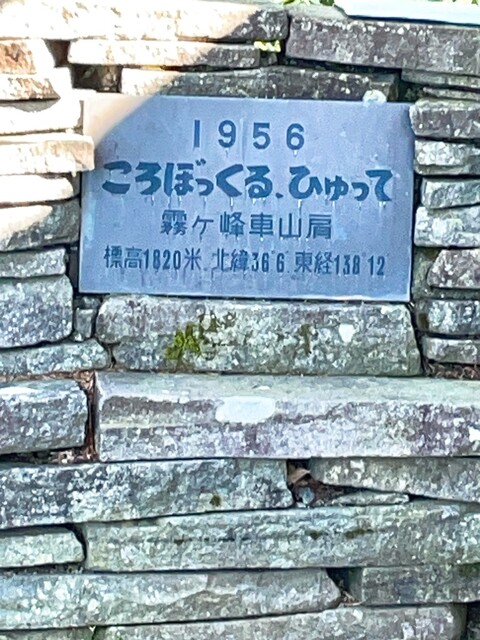 1956
ころぼっくる、ひゅって
霧ヶ峰車山肩
標高1820米 北緯36°6′ 東経138°12′